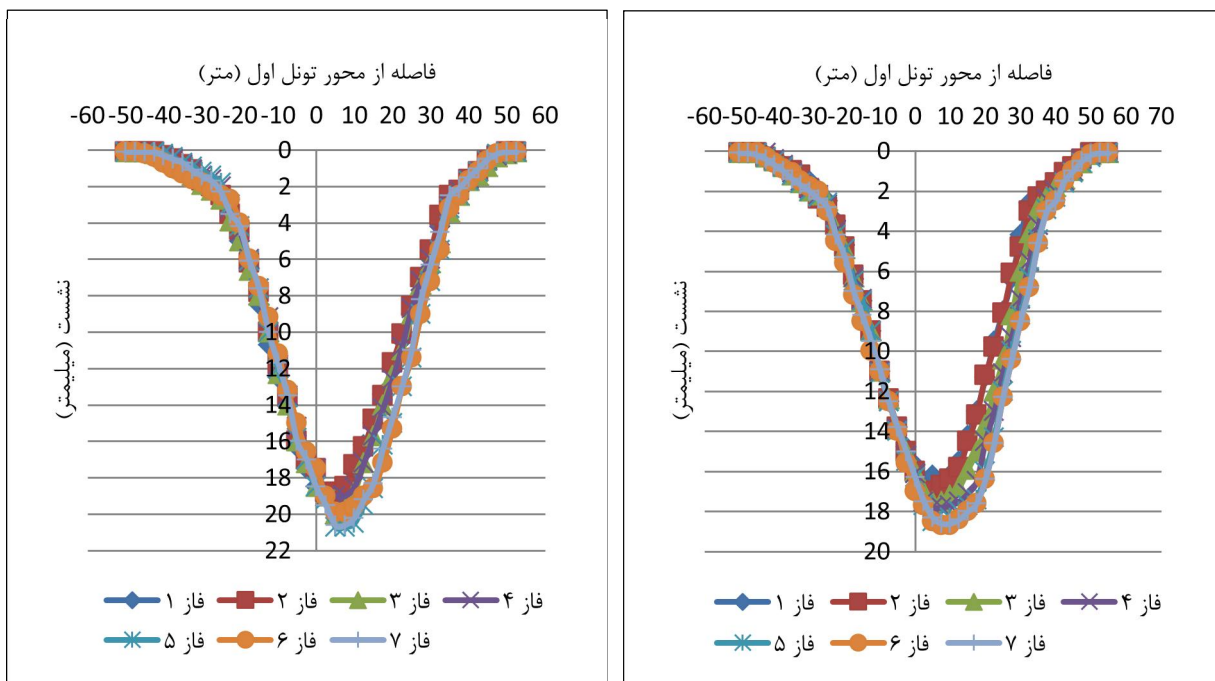 فاصله از محور تونل اول (متر)
-60 -50 -40 -30 -20 -10 0 10 20 30 40 50 60
0
2
4
6
8
10
12
14
16
18
20
22
نشست (میلیمتر)
فاز ۱ فاز ۲ فاز ۳ فاز ۴
فاز ۵ فاز ۶ فاز ۷
فاصله از محور تونل اول (متر)
-60 -50 -40 -30 -20 -10 0 10 20 30 40 50 60 70
0
2
4
6
8
10
12
14
16
18
20
نشست (میلیمتر)
فاز ۱ فاز ۲ فاز ۳ فاز ۴
فاز ۵ فاز ۶ فاز ۷